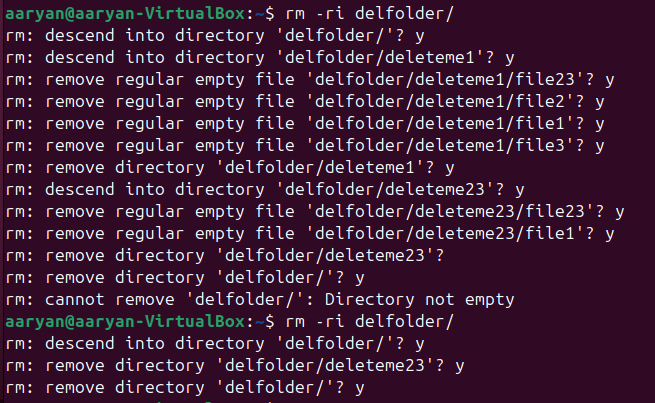 aaryan@aaryan-VirtualBox:~$ rm -ri delfolder/
rm: descend into directory 'delfolder/'? y
rm: descend into directory 'delfolder/deleteme1'? y
rm: remove regular empty file 'delfolder/deleteme1/file23'? y
rm: remove regular empty file 'delfolder/deleteme1/file2'? y
rm: remove regular empty file 'delfolder/deleteme1/file1'? y
rm: remove regular empty file 'delfolder/deleteme1/file3'? y
rm: remove directory 'delfolder/deleteme1'? y
rm: descend into directory 'delfolder/deleteme23'? y
rm: remove regular empty file 'delfolder/deleteme23/file23'? y
rm: remove regular empty file 'delfolder/deleteme23/file1'? y
rm: remove directory 'delfolder/deleteme23'?
rm: remove directory 'delfolder/'? y
rm: cannot remove 'delfolder/': Directory not empty
aaryan@aaryan-VirtualBox:~$ rm -ri delfolder/
rm: descend into directory 'delfolder/'? y
rm: remove directory 'delfolder/deleteme23'? y
rm: remove directory 'delfolder/'? y